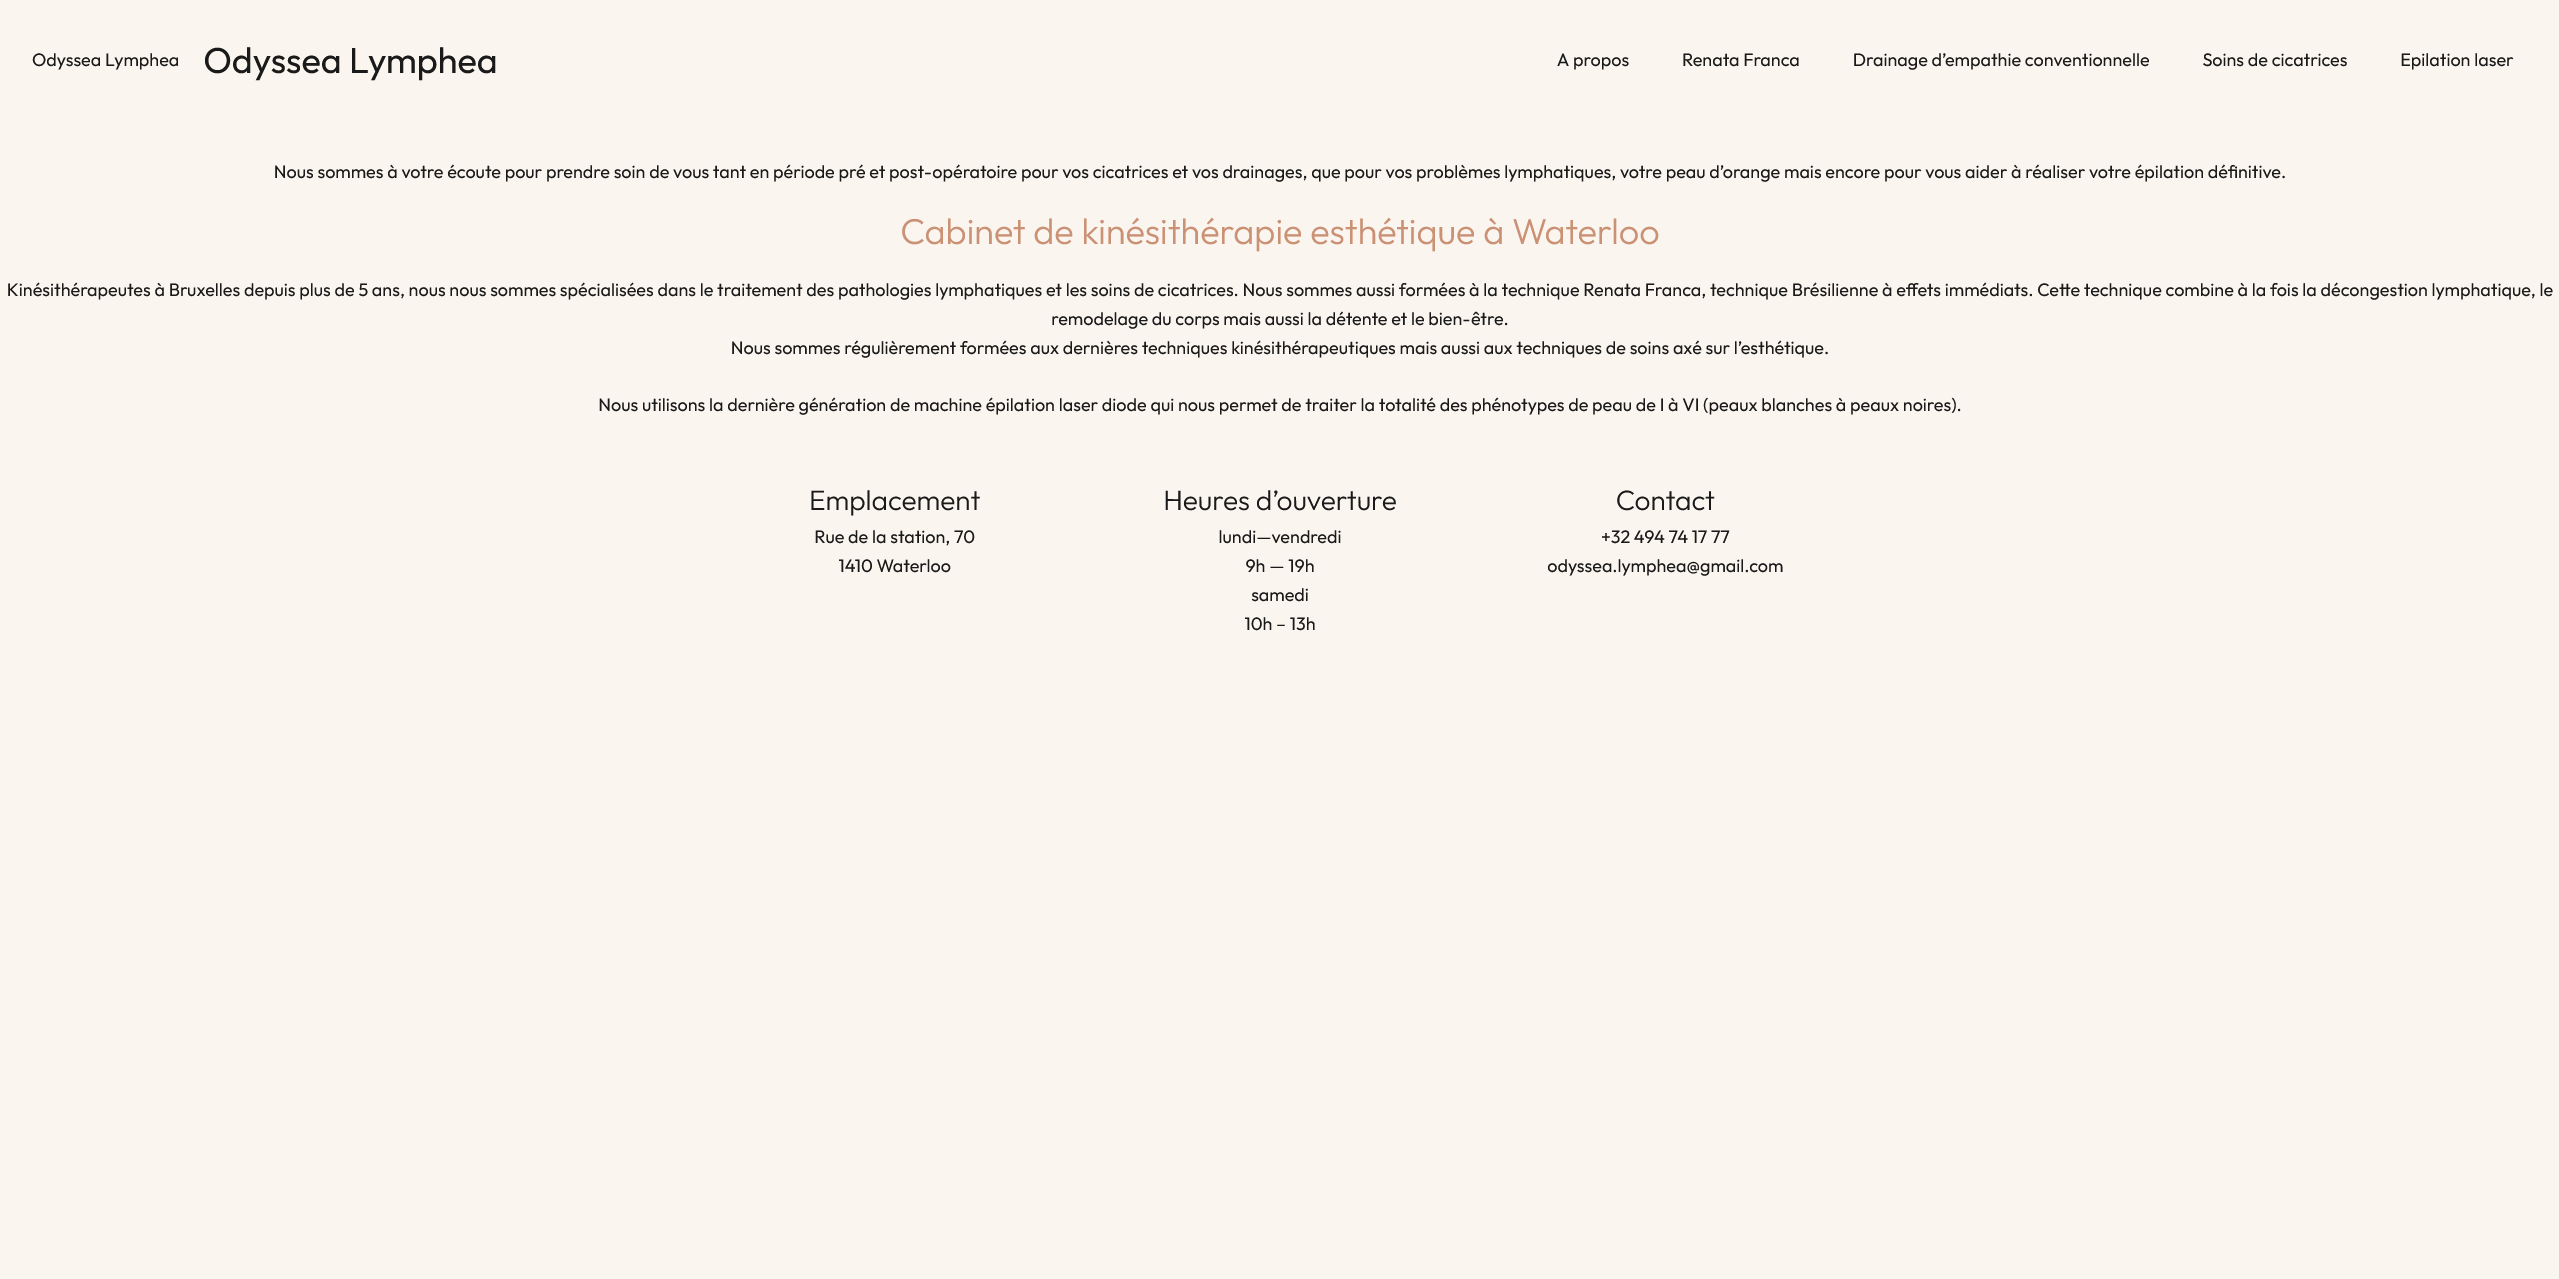 Odyssea Lymphea
Odyssea Lymphea
A propos
Renata Franca
Drainage d’empathie conventionnelle
Soins de cicatrices
Epilation laser
Nous sommes à votre écoute pour prendre soin de vous tant en période pré et post-opératoire pour vos cicatrices et vos drainages, que pour vos problèmes lymphatiques, votre peau d’orange mais encore pour vous aider à réaliser votre épilation définitive.
Cabinet de kinésithérapie esthétique à Waterloo
Kinésithérapeutes à Bruxelles depuis plus de 5 ans, nous nous sommes spécialisées dans le traitement des pathologies lymphatiques et les soins de cicatrices. Nous sommes aussi formées à la technique Renata Franca, technique Brésilienne à effets immédiats. Cette technique combine à la fois la décongestion lymphatique, le
remodelage du corps mais aussi la détente et le bien-être.
Nous sommes régulièrement formées aux dernières techniques kinésithérapeutiques mais aussi aux techniques de soins axé sur l’esthétique.
Nous utilisons la dernière génération de machine épilation laser diode qui nous permet de traiter la totalité des phénotypes de peau de I à VI (peaux blanches à peaux noires).
Emplacement
Rue de la station, 70
1410 Waterloo
Heures d’ouverture
lundi—vendredi
9h — 19h
samedi
10h – 13h
Contact
+32 494 74 17 77
odyssea.lymphea@gmail.com